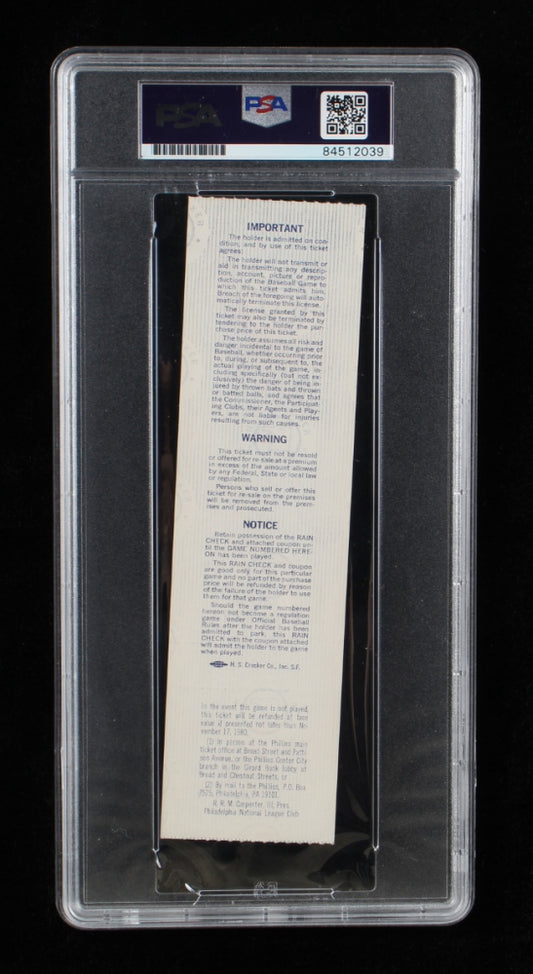 PSA
PSA
84512039
IMPORTANT
The holder is admitted on con-
dition, and by use of this ticket
agrees:
The holder will not transmit or
aid in transmitting any descrip-
tion, account, picture or repro-
duction of the Baseball Game to
which this ticket admits him.
Breach of the foregoing will auto-
matically terminate this license.
The license granted by this
ticket may also be terminated by
tendering to the holder the pur-
chase price of this ticket.
The holder assumes all risk and
danger incidental to the game of
Baseball, whether occurring prior
to, during, or subsequent to, the
actual playing of the game, in-
cluding specifically (but not ex-
clusively) the danger of being in-
jured by thrown bats and thrown
or batted balls, and agrees that
the Commissioner, the Participat-
ing Clubs, their Agents and Play-
ers, are not liable for injuries
resulting from such causes.
WARNING
This ticket must not be resold
or offered for re-sale at a premium
in excess of the amount allowed
by any Federal, State or local law
or regulation.
Persons who sell or offer this
ticket for re-sale on the premises
will be removed from the prem-
ises and prosecuted.
NOTICE
Retain possession of the RAIN
CHECK and attached coupon un-
til the GAME NUMBERED HERE-
ON has been played.
This RAIN CHECK and coupon
are good only for this particular
game and no part of the purchase
price will be refunded by reason
of the failure of the holder to use
them for that game.
Should the game numbered
hereon not become a regulation
game under Official Baseball
Rules after the holder has been
admitted to park, this RAIN
CHECK with the coupon attached
will admit the holder to the game
when played.
H. S. Crocker Co., Inc. S.F.
In the event this game is not played,
this ticket will be refunded at face
value if presented not later than No-
vember 17, 1980.
(1) In person at the Phillies main
ticket office at Broad Street and Patti-
son Avenue, or the Phillies Center City
branch in the Girard Bank lobby at
Broad and Chestnut Streets, or
(2) By mail to the Phillies, P.O. Box
7575, Philadelphia, PA 19101.
R. R. M. Carpenter, III, Pres.
Philadelphia National League Club